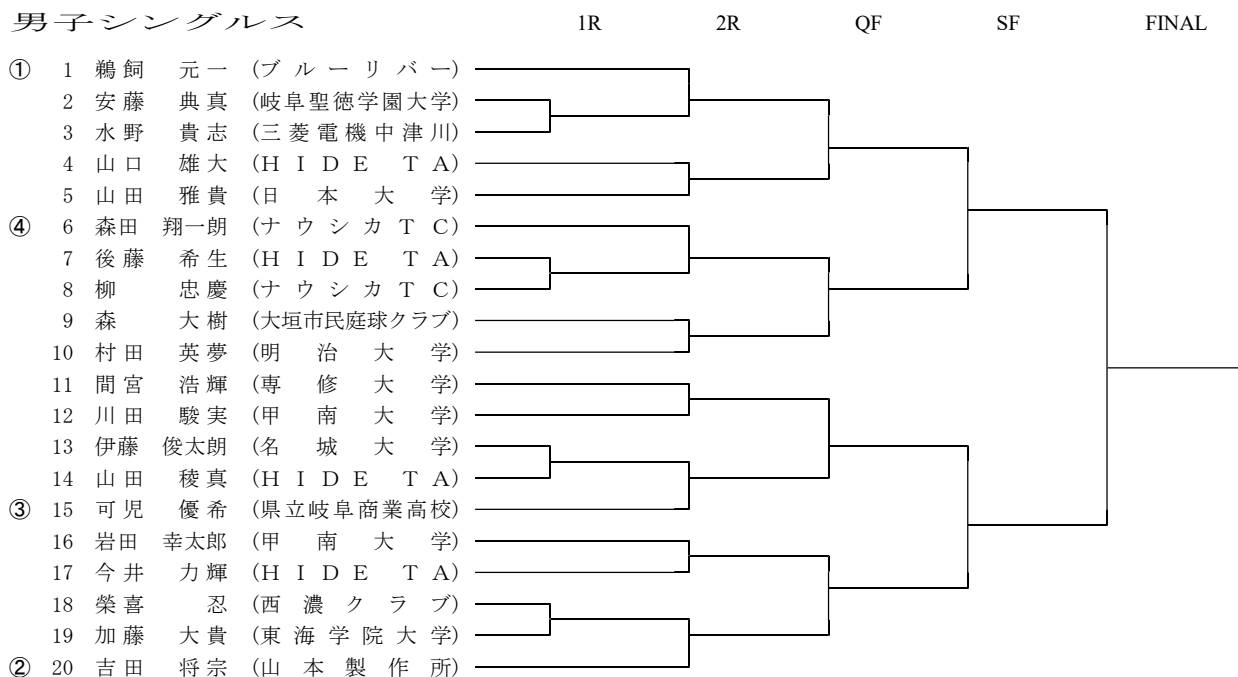 男子シングルス 1R 2R QF SF FINAL
① 1 鵜飼 元一 (ブルーリバー)
2 安藤 典真 (岐阜聖徳学園大学)
3 水野 貴志 (三菱電機中津川)
4 山口 雄大 (HIDE TA)
5 山田 雅貴 (日本大学)
④ 6 森田 翔一朗 (ナウシカTC)
7 後藤 希生 (HIDE TA)
8 柳 忠慶 (ナウシカTC)
9 森 大樹 (大垣市民庭球クラブ)
10 村田 英夢 (明治大学)
11 間宮 浩輝 (専修大学)
12 川田 駿実 (甲南大学)
13 伊藤 俊太朗 (名城大学)
14 山田 稜真 (HIDE TA)
③ 15 可児 優希 (県立岐阜商業高校)
16 岩田 幸太郎 (甲南大学)
17 今井 力輝 (HIDE TA)
18 榮喜 忍 (西濃クラブ)
19 加藤 大貴 (東海学院大学)
② 20 吉田 将宗 (山本製作所)